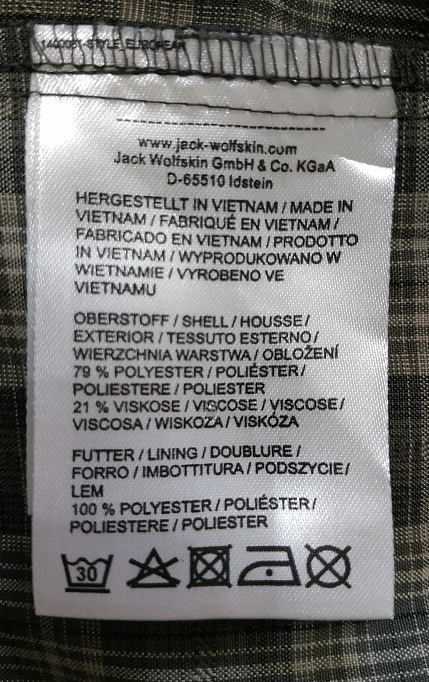 STYLE EUROPEAN
www.jack-wolfskin.com
Jack Wolfskin GmbH & Co. KGaA
D-65510 Idstein
HERGESTELLT IN VIETNAM / MADE IN
VIETNAM / FABRIQUÉ EN VIETNAM /
FABRICADO EN VIETNAM / PRODOTTO
IN VIETNAM / WYPRODUKOWANO W
WIETNAMIE / VYROBENO VE
VIETNAMU
OBERSTOFF / SHELL / HOUSSE /
EXTERIOR / TESSUTO ESTERNO /
WIERZCHNIA WARSTWA / OBLOŽENÍ
79 % POLYESTER / POLIÉSTER /
POLIESTERE / POLIESTER
21 % VISKOSE / VISCOSE / VISCOSE /
VISCOSA / WISKOZA / VISKÓZA
FUTTER / LINING / DOUBLURE /
FORRO / IMBOTTITURA / PODSZYCIE /
LEM
100 % POLYESTER / POLIÉSTER /
POLIESTERE / POLIESTER
30